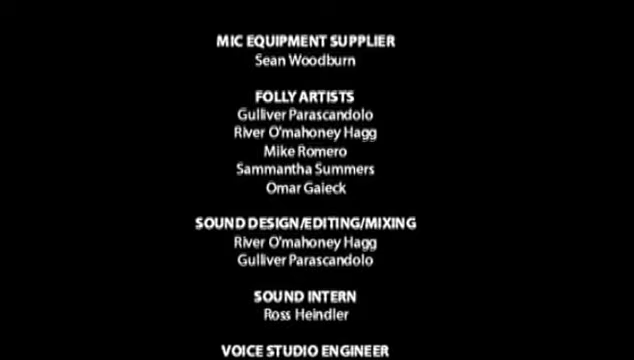 MIC EQUIPMENT SUPPLIER
Sean Woodburn
FOLLY ARTISTS
Gulliver Parascandolo
River O'mahoney Hagg
Mike Romero
Sammantha Summers
Omar Gaieck
SOUND DESIGN/EDITING/MIXING
River O'mahoney Hagg
Gulliver Parascandolo
SOUND INTERN
Ross Heindler
VOICE STUDIO ENGINEER